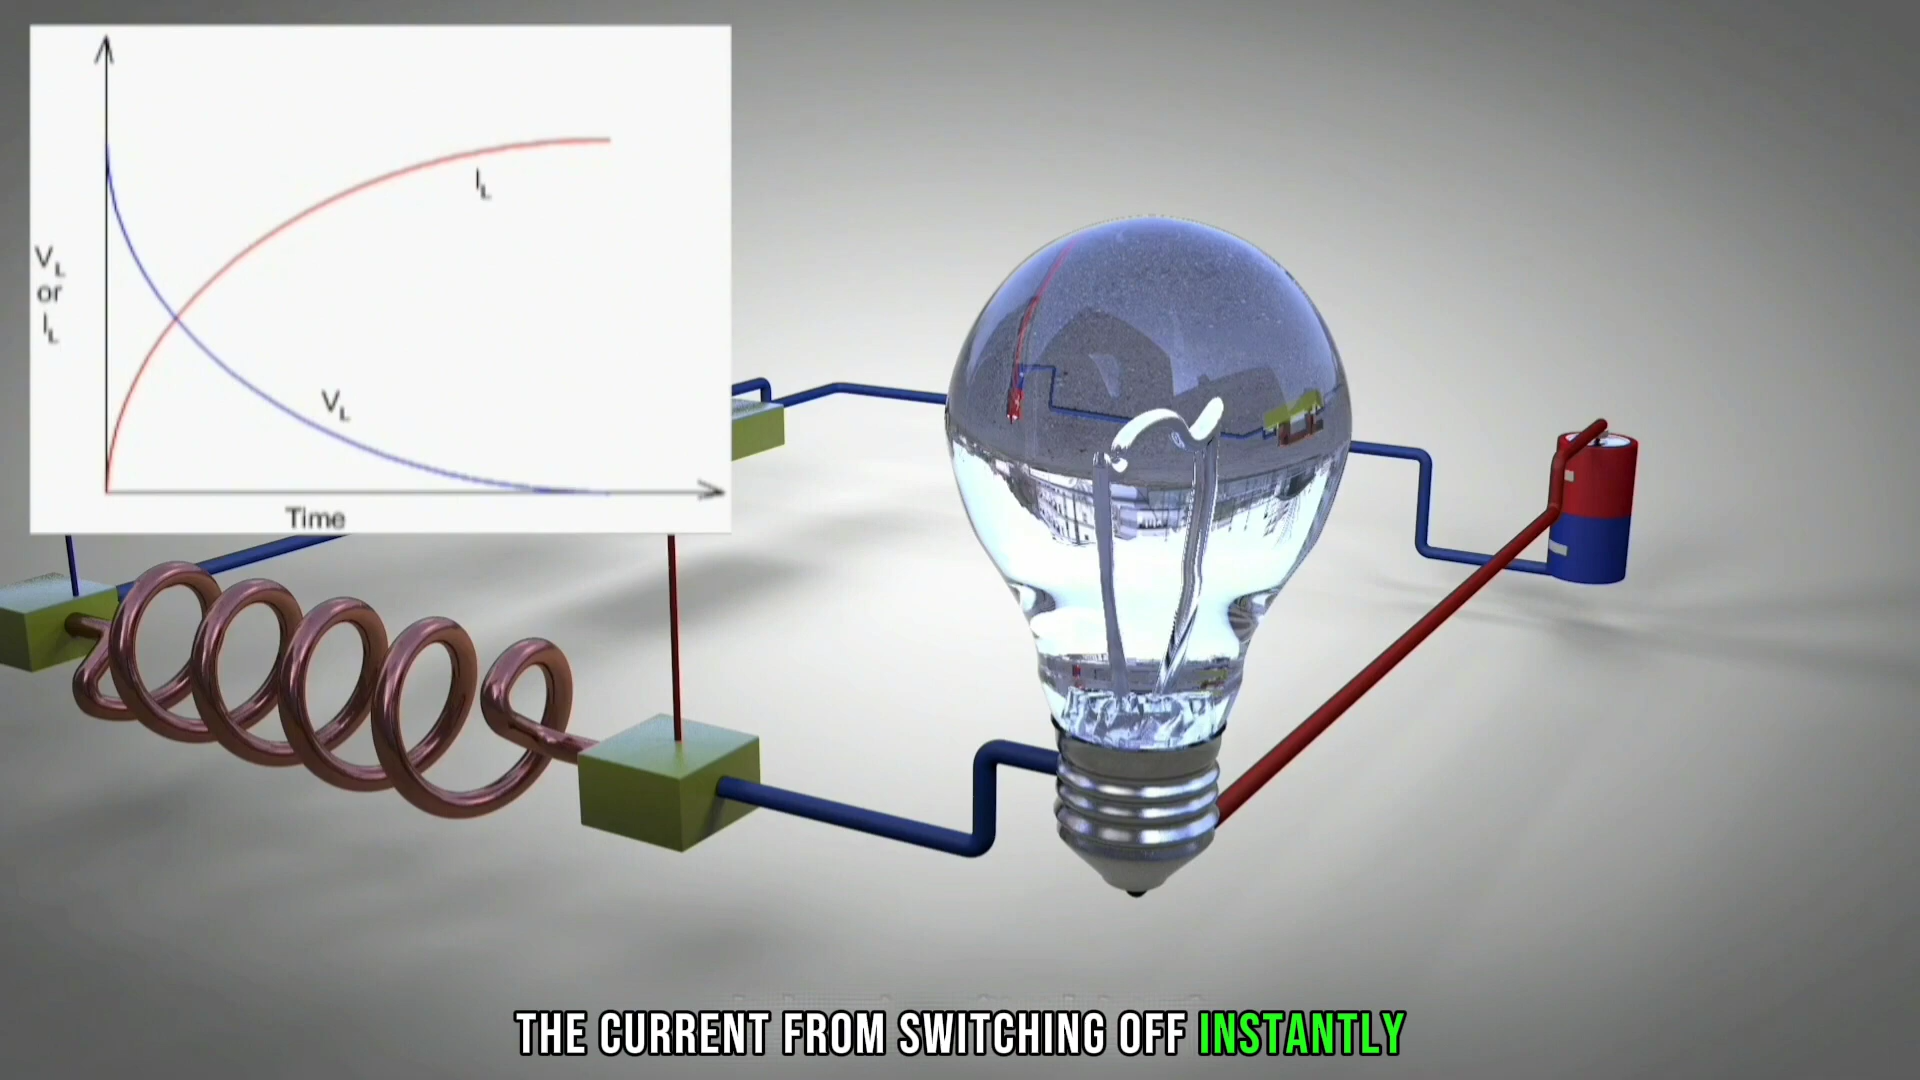 V_L
or
I_L
I_L
V_L
Time
THE CURRENT FROM SWITCHING OFF INSTANTLY